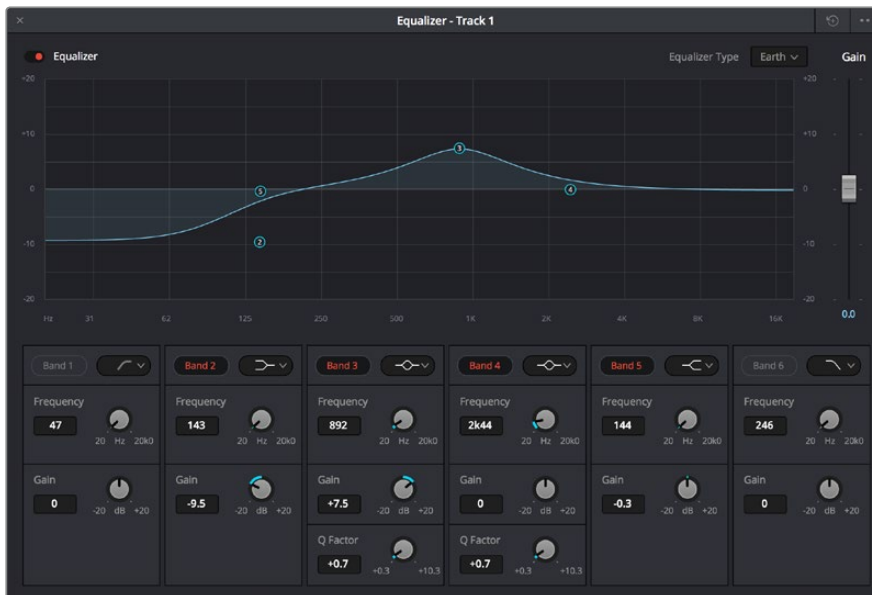 Equalizer - Track 1
Equalizer
Equalizer Type Earth Gain
+20 +20
+10 +10
0 0
-10 -10
-20 -20
Hz 31 62 125 250 500 1K 2K 4K 8K 16K 0.0
5 3 4 2
Band 1 Band 2 Band 3 Band 4 Band 5 Band 6
Frequency Frequency Frequency Frequency Frequency Frequency
47 143 892 2k44 144 246
20 Hz 20k0 20 Hz 20k0 20 Hz 20k0 20 Hz 20k0 20 Hz 20k0 20 Hz 20k0
Gain Gain Gain Gain Gain Gain
0 -9.5 +7.5 0 -0.3 0
-20 dB +20 -20 dB +20 -20 dB +20 -20 dB +20 -20 dB +20 -20 dB +20
Q Factor Q Factor
+0.7 +0.7
+0.3 +10.3 +0.3 +10.3